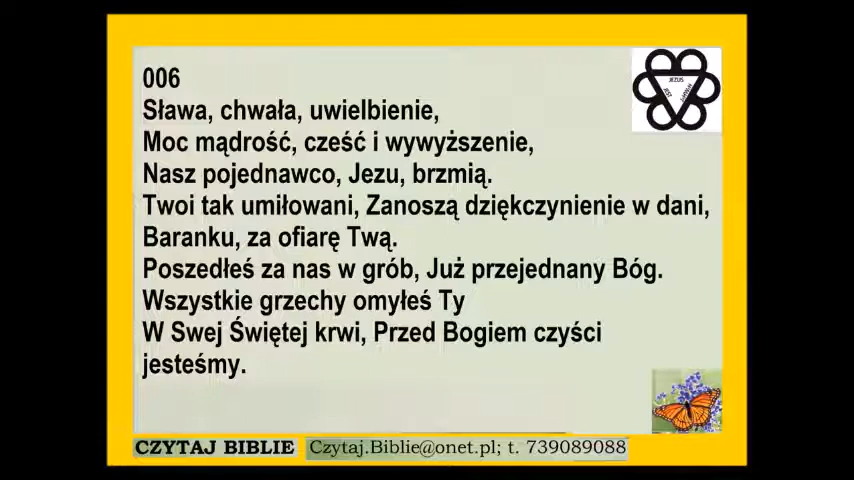 006
Sława, chwała, uwielbienie,
Moc mądrość, cześć i wywyższenie,
Nasz pojednawco, Jezu, brzmią.
Twoi tak umiłowani, Zanoszą dziękczynienie w dani,
Baranku, za ofiarę Twą.
Poszedłeś za nas w grób, Już przejednany Bóg.
Wszystkie grzechy omyłeś Ty
W Swej Świętej krwi, Przed Bogiem czyści
jesteśmy.
JEZUS
JEST
CZYTAJ BIBLIE
Czytaj.Biblie@onet.pl; t. 739089088